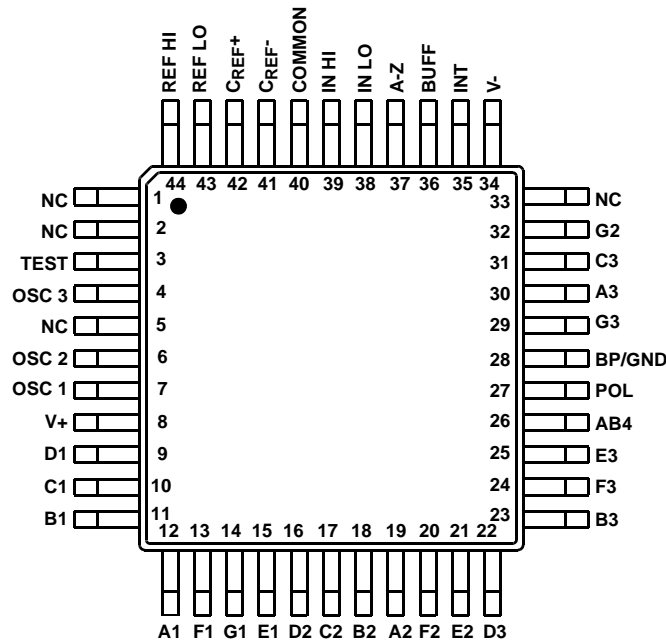 REF HI
REF LO
CREF+
CREF-
COMMON
IN HI
IN LO
A-Z
BUFF
INT
V-
44 43 42 41 40 39 38 37 36 35 34
NC 1 33 NC
NC 2 32 G2
TEST 3 31 C3
OSC 3 4 30 A3
NC 5 29 G3
OSC 2 6 28 BP/GND
OSC 1 7 27 POL
V+ 8 26 AB4
D1 9 25 E3
C1 10 24 F3
B1 11 23 B3
12 13 14 15 16 17 18 19 20 21 22
A1 F1 G1 E1 D2 C2 B2 A2 F2 E2 D3